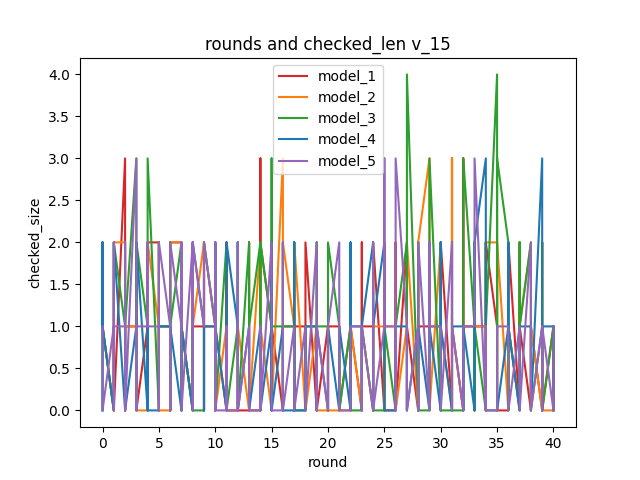 rounds and checked_len v_15
model_1
model_2
model_3
model_4
model_5
checked_size
4.0
3.5
3.0
2.5
2.0
1.5
1.0
0.5
0.0
0 5 10 15 20 25 30 35 40
round